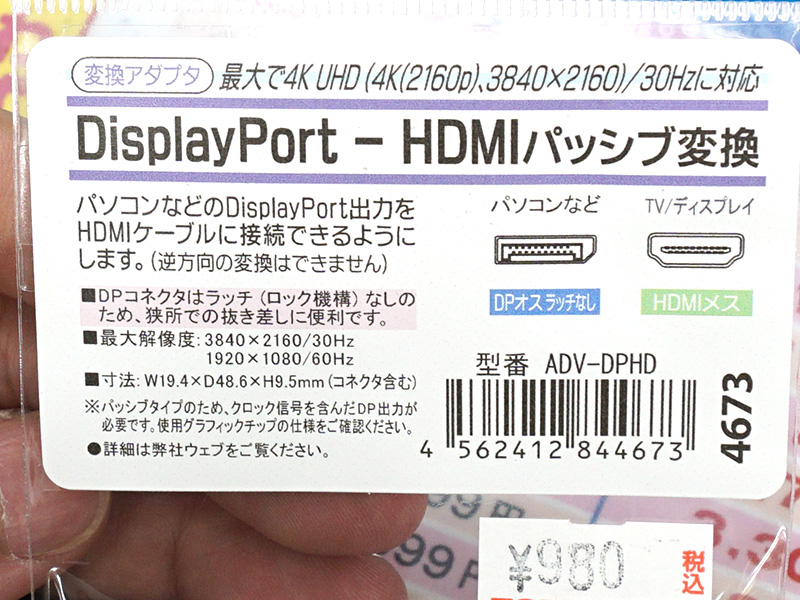 変換アダプタ 最大で4K UHD (4K(2160p)、3840×2160)/30Hzに対応
DisplayPort − HDMIパッシブ変換
パソコンなどのDisplayPort出力を
HDMIケーブルに接続できるように
します。(逆方向の変換はできません)
■DPコネクタはラッチ (ロック機構) なしの
ため、狭所での抜き差しに便利です。
■最大解像度: 3840×2160/30Hz
1920×1080/60Hz
■寸法: W19.4×D48.6×H9.5mm (コネクタ含む)
※パッシブタイプのため、クロック信号を含んだDP出力が
必要です。使用グラフィックチップの仕様をご確認ください。
●詳細は弊社ウェブをご覧ください。
パソコンなど
DPオス ラッチなし
TV/ディスプレイ
HDMIメス
型番 ADV-DPHD
4 562412 844673
4673
99円
3,30
99円
¥980 税込